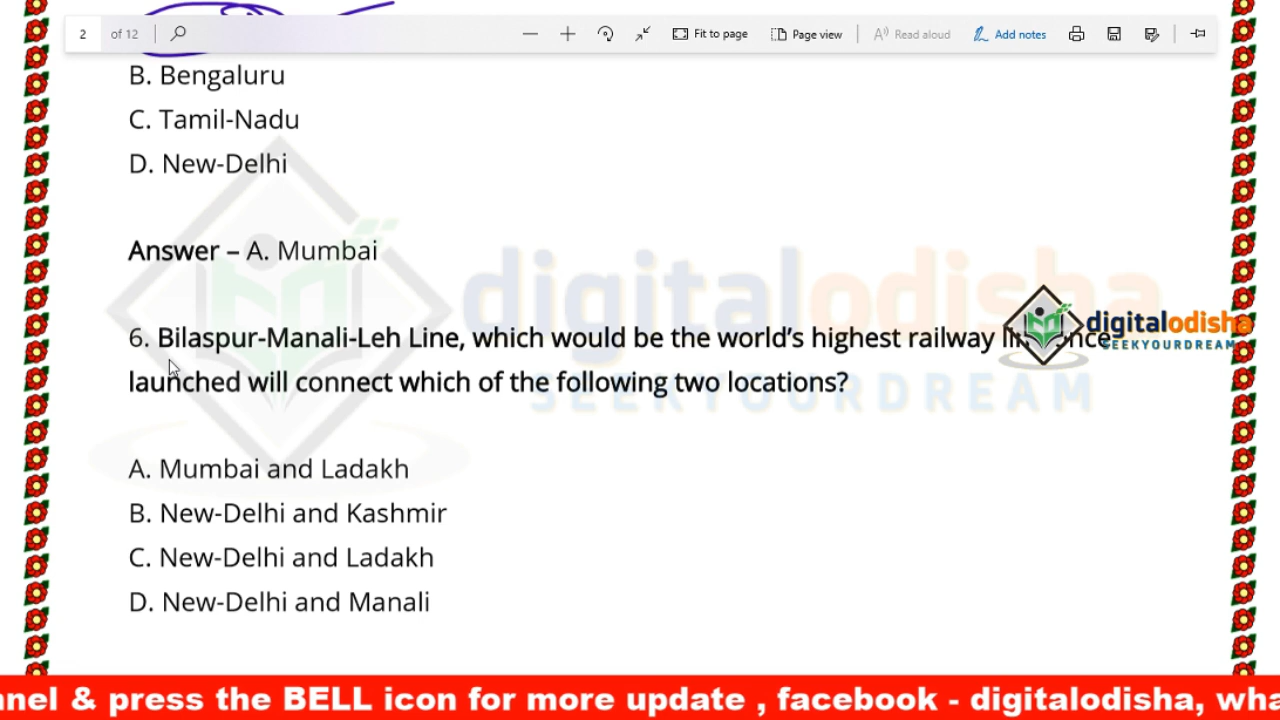 2 of 12 Fit to page Page view Read aloud Add notes
B. Bengaluru
C. Tamil-Nadu
D. New-Delhi
Answer – A. Mumbai
digitalodisha
SEEKYOURDREAM
6. Bilaspur-Manali-Leh Line, which would be the world's highest railway
digitalodisha
SEEKYOURDREAM
launched will connect which of the following two locations?
A. Mumbai and Ladakh
B. New-Delhi and Kashmir
C. New-Delhi and Ladakh
D. New-Delhi and Manali
& press the BELL icon for more update , facebook - digitalodisha,